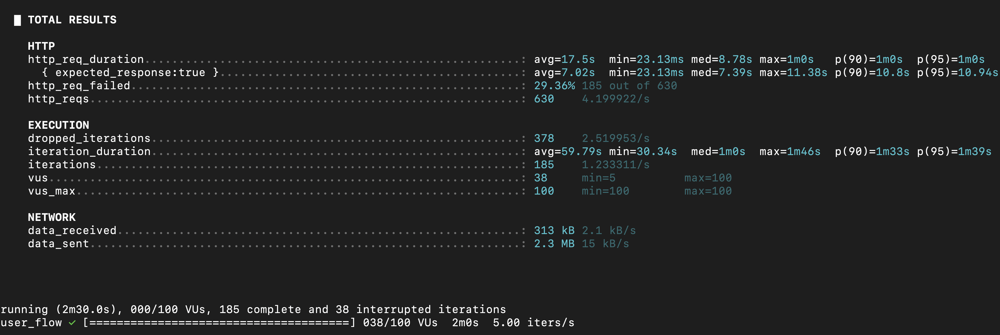 █ TOTAL RESULTS
HTTP
http_req_duration.......................................................: avg=17.5s  min=23.13ms med=8.78s max=1m0s   p(90)=1m0s  p(95)=1m0s
  { expected_response:true }............................................: avg=7.02s  min=23.13ms med=7.39s max=11.38s p(90)=10.8s p(95)=10.94s
http_req_failed.........................................................: 29.36% 185 out of 630
http_reqs...............................................................: 630    4.199922/s
EXECUTION
dropped_iterations......................................................: 378    2.519953/s
iteration_duration......................................................: avg=59.79s min=30.34s  med=1m0s  max=1m46s  p(90)=1m33s p(95)=1m39s
iterations..............................................................: 185    1.233311/s
vus.....................................................................: 38     min=5          max=100
vus_max.................................................................: 100    min=100        max=100
NETWORK
data_received...........................................................: 313 kB 2.1 kB/s
data_sent...............................................................: 2.3 MB 15 kB/s
running (2m30.0s), 000/100 VUs, 185 complete and 38 interrupted iterations
user_flow ✓ [======================================] 038/100 VUs  2m0s  5.00 iters/s